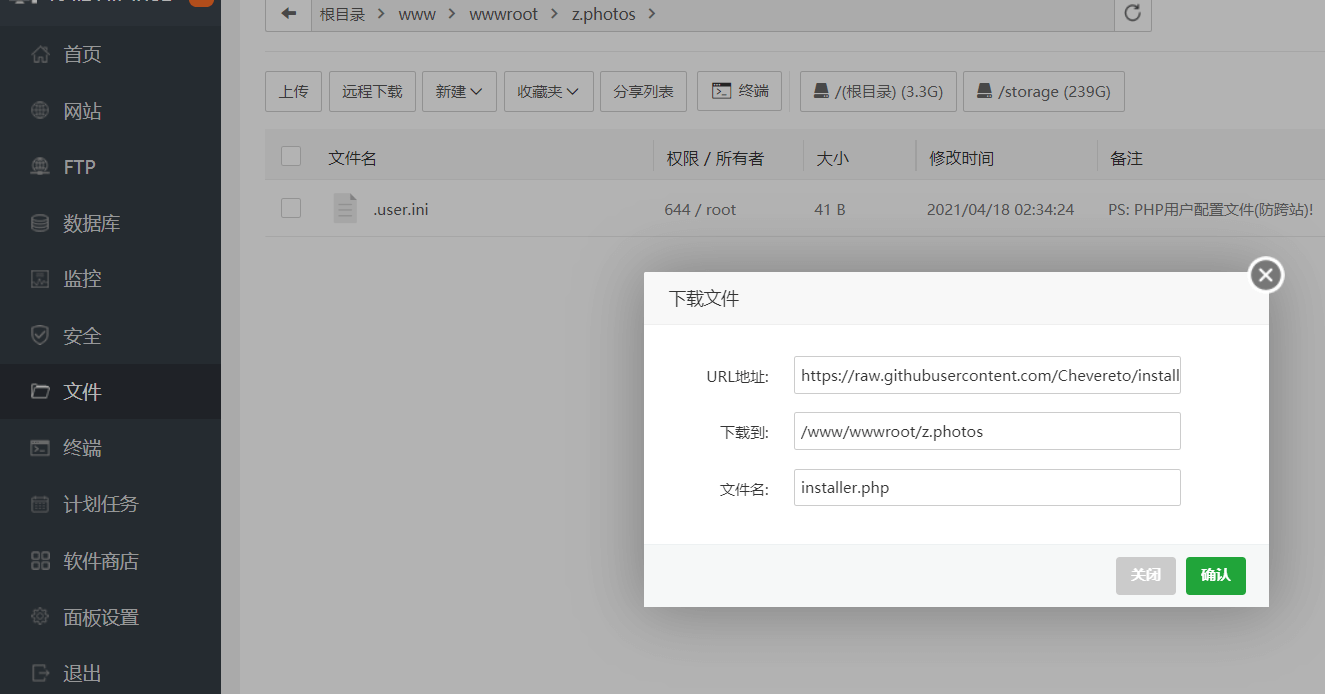 根目录 > www > wwwroot > z.photos >
首页
网站
FTP
数据库
监控
安全
文件
终端
计划任务
软件商店
面板设置
退出
上传 远程下载 新建 收藏夹 分享列表 终端 /(根目录) (3.3G) /storage (239G)
文件名 权限 / 所有者 大小 修改时间 备注
.user.ini 644 / root 41 B 2021/04/18 02:34:24 PS: PHP用户配置文件(防跨站)!
下载文件
URL地址: https://raw.githubusercontent.com/Chevereto/install
下载到: /www/wwwroot/z.photos
文件名: installer.php
关闭 确认